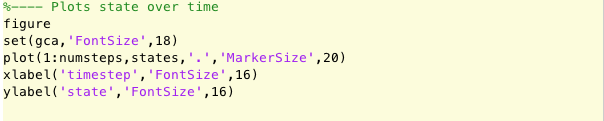 %---- Plots state over time
figure
set(gca,'FontSize',18)
plot(1:numsteps,states,'.','MarkerSize',20)
xlabel('timestep','FontSize',16)
ylabel('state','FontSize',16)